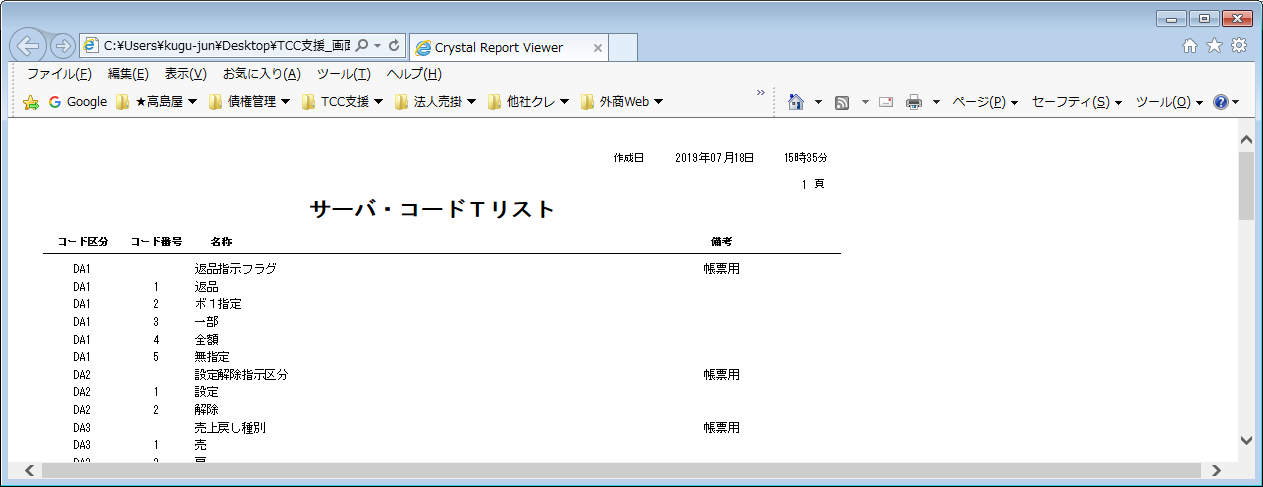 C:¥Users¥kugu-jun¥Desktop¥TCC支援_画面
Crystal Report Viewer
ファイル(F) 編集(E) 表示(V) お気に入り(A) ツール(T) ヘルプ(H)
Google ★高島屋 債権管理 TCC支援 法人売掛 他社クレ 外商Web » ページ(P) セーフティ(S) ツール(O)
作成日 2019年07月18日 15時35分
1 頁
サーバ・コードTリスト
コード区分 コード番号 名称 備考
DA1 返品指示フラグ 帳票用
DA1 1 返品
DA1 2 ボ1指定
DA1 3 一部
DA1 4 全額
DA1 5 無指定
DA2 設定解除指示区分 帳票用
DA2 1 設定
DA2 2 解除
DA3 売上戻し種別 帳票用
DA3 1 売